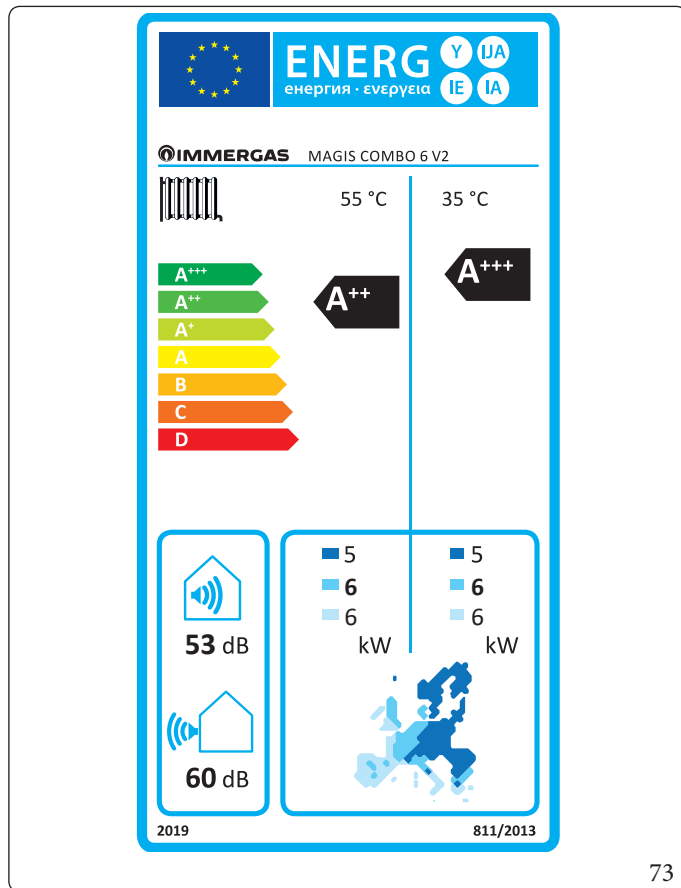 ENERG Y IJA
енергия · ενεργεια IE IA
IMMERGAS MAGIS COMBO 6 V2
55 °C 35 °C
A+++
A++
A+
A
B
C
D
A++
A+++
53 dB
60 dB
5 5
6 6
6 6
kW kW
2019 811/2013
73